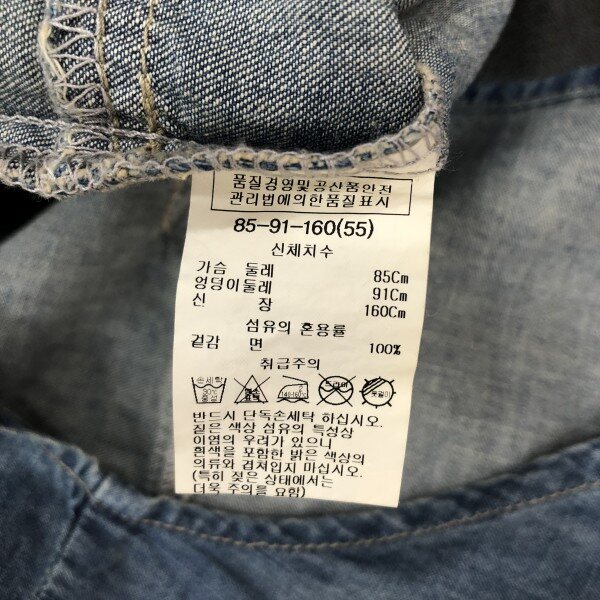 품질경영및공산품안전
관리법에의한품질표시
85-91-160(55)
신체치수
가슴 둘레 85Cm
엉덩이둘레 91Cm
신 장 160Cm
섬유의 혼용률
겉감 면 100%
취급주의
손세탁
반드시 단독손세탁 하십시오.
짙은 색상 섬유의 특성상
이염의 우려가 있으니
흰색을 포함한 밝은 색상의
의류와 겹쳐입지 마십시오.
(특히 젖은 상태에서는
더욱 주의를 요함)